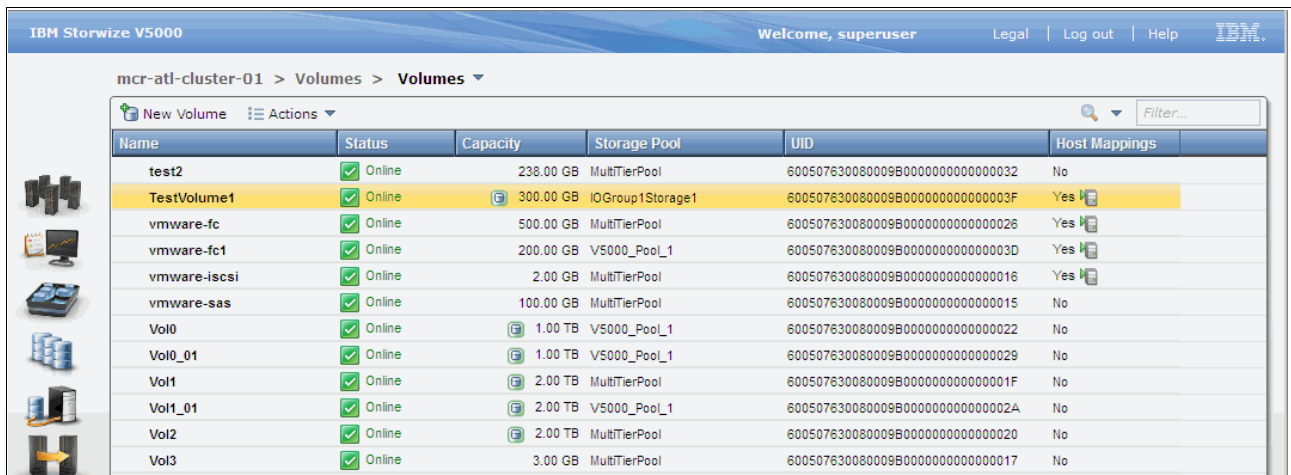 IBM Storwize V5000 Welcome, superuser Legal | Log out | Help IBM.
mcr-atl-cluster-01 > Volumes > Volumes
New Volume Actions Filter...
Name Status Capacity Storage Pool UID Host Mappings
test2 Online 238.00 GB MultiTierPool 600507630080009B0000000000000032 No
TestVolume1 Online 300.00 GB IOGroup1Storage1 600507630080009B000000000000003F Yes
vmware-fc Online 500.00 GB MultiTierPool 600507630080009B0000000000000026 Yes
vmware-fc1 Online 200.00 GB V5000_Pool_1 600507630080009B000000000000003D Yes
vmware-iscsi Online 2.00 GB MultiTierPool 600507630080009B0000000000000016 Yes
vmware-sas Online 100.00 GB MultiTierPool 600507630080009B0000000000000015 No
Vol0 Online 1.00 TB V5000_Pool_1 600507630080009B0000000000000022 No
Vol0_01 Online 1.00 TB V5000_Pool_1 600507630080009B0000000000000029 No
Vol1 Online 2.00 TB MultiTierPool 600507630080009B000000000000001F No
Vol1_01 Online 2.00 TB V5000_Pool_1 600507630080009B000000000000002A No
Vol2 Online 2.00 TB MultiTierPool 600507630080009B0000000000000020 No
Vol3 Online 3.00 GB MultiTierPool 600507630080009B0000000000000017 No